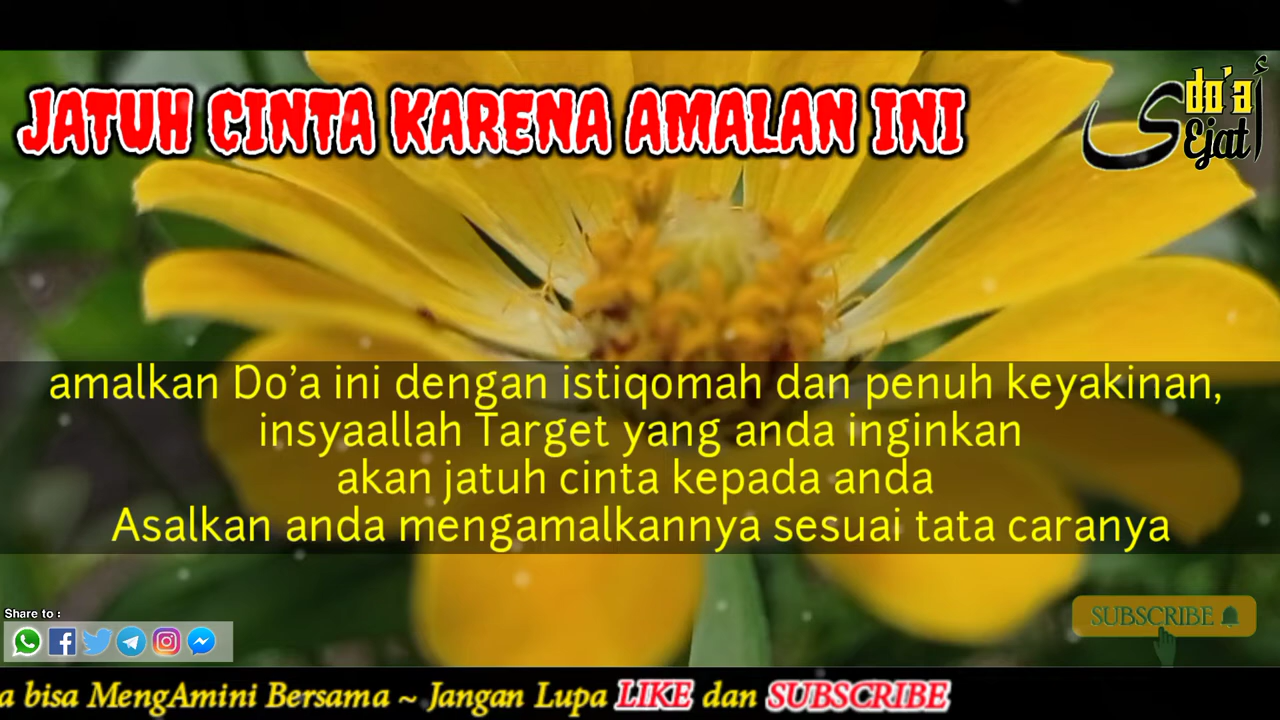 JATUH CINTA KARENA AMALAN INI
do'a
Ejati
amalkan Do'a ini dengan istiqomah dan penuh keyakinan,
insyaallah Target yang anda inginkan
akan jatuh cinta kepada anda
Asalkan anda mengamalkannya sesuai tata caranya
Share to :
SUBSCRIBE
a bisa MengAmini Bersama ~ Jangan Lupa LIKE dan SUBSCRIBE